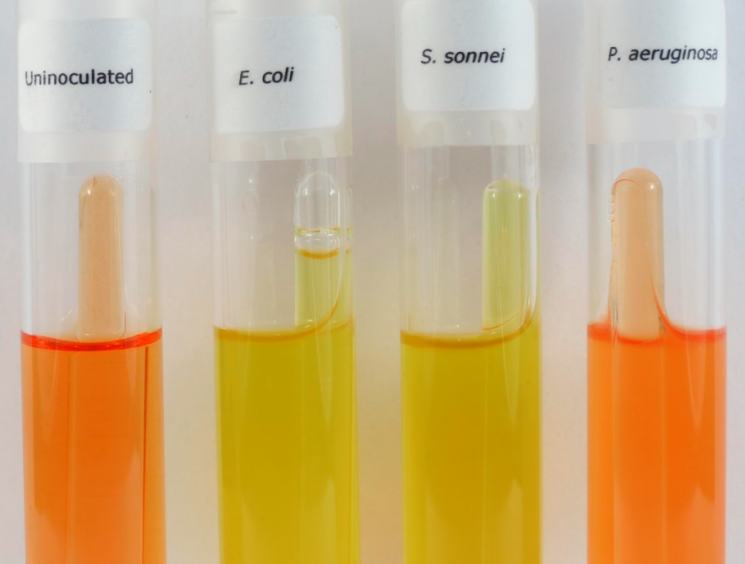 Uninoculated
E. coli
S. sonnei
P. aeruginosa